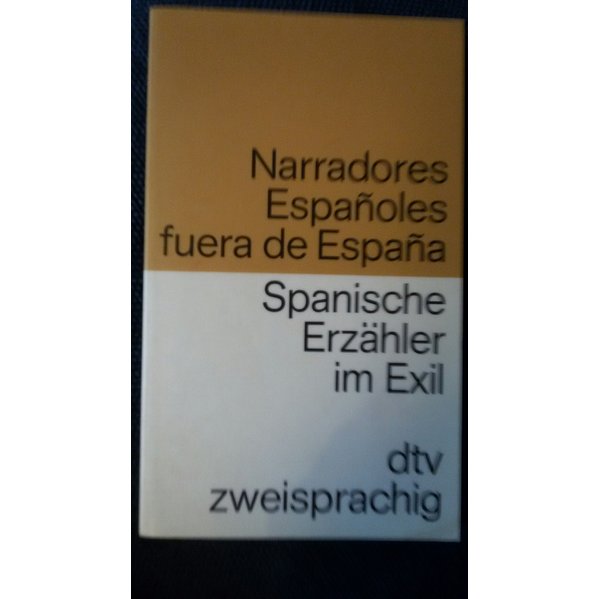 Narradores
Españoles
fuera de España
Spanische
Erzähler
im Exil
dtv
zweisprachig